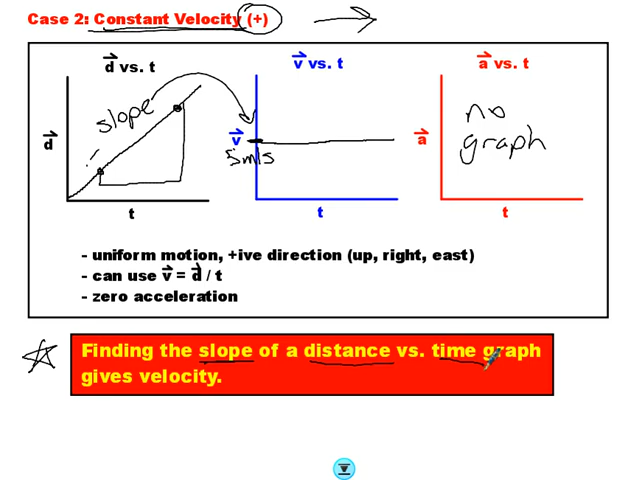 Case 2: Constant Velocity (+)
d vs. t
v vs. t
a vs. t
slope
no
graph
d
v
a
5m/s
t
t
t
- uniform motion, +ive direction (up, right, east)
- can use v = d / t
- zero acceleration
Finding the slope of a distance vs. time graph
gives velocity.